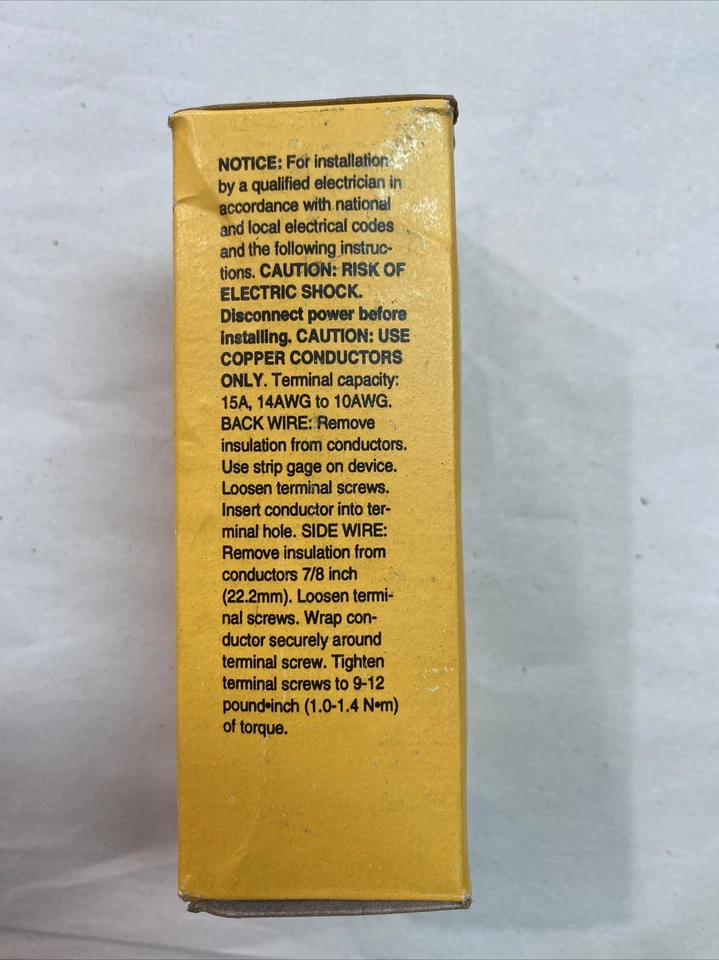 NOTICE: For installation
by a qualified electrician in
accordance with national
and local electrical codes
and the following instruc-
tions. CAUTION: RISK OF
ELECTRIC SHOCK.
Disconnect power before
installing. CAUTION: USE
COPPER CONDUCTORS
ONLY. Terminal capacity:
15A, 14AWG to 10AWG.
BACK WIRE: Remove
insulation from conductors.
Use strip gage on device.
Loosen terminal screws.
Insert conductor into ter-
minal hole. SIDE WIRE:
Remove insulation from
conductors 7/8 inch
(22.2mm). Loosen termi-
nal screws. Wrap con-
ductor securely around
terminal screw. Tighten
terminal screws to 9-12
pound•inch (1.0-1.4 N•m)
of torque.